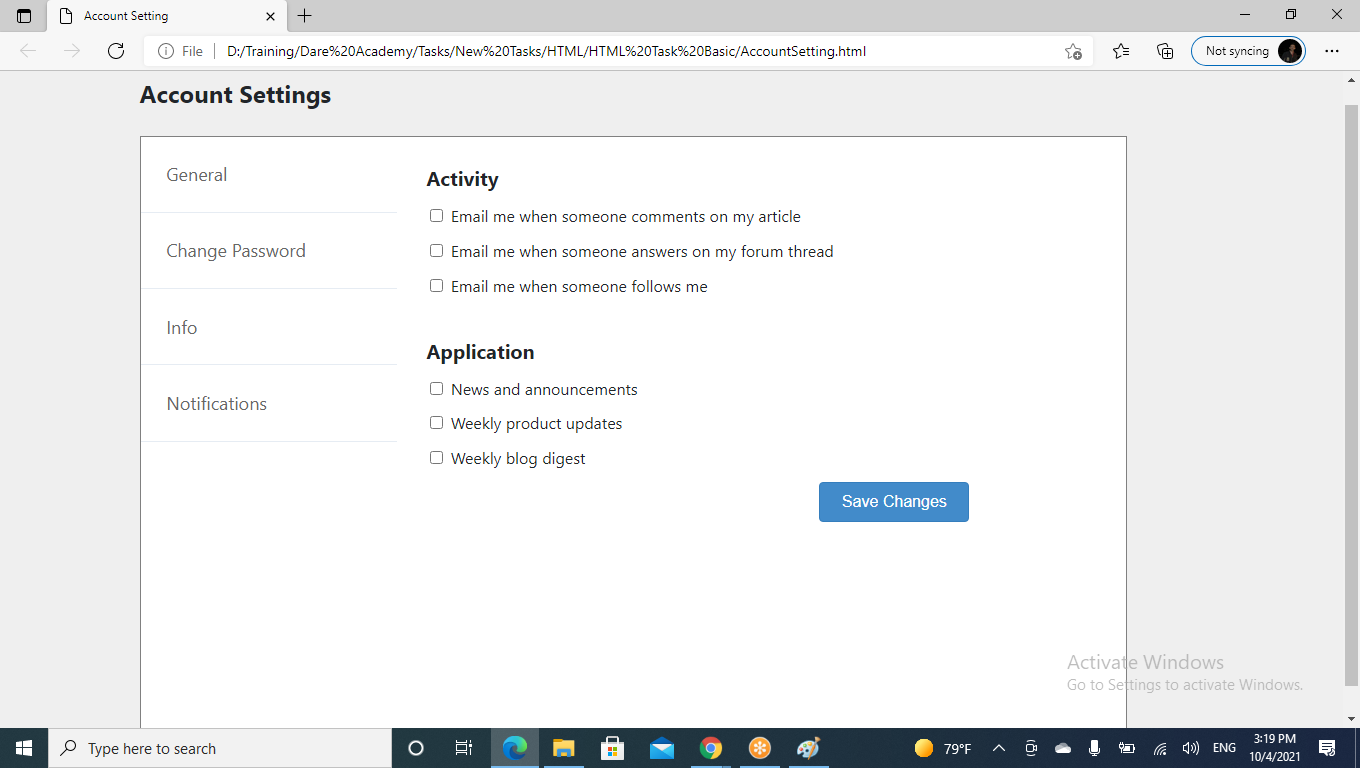 Account Setting
File
D:/Training/Dare%20Academy/Tasks/New%20Tasks/HTML/HTML%20Task%20Basic/AccountSetting.html
Not syncing
Account Settings
General
Change Password
Info
Notifications
Activity
Email me when someone comments on my article
Email me when someone answers on my forum thread
Email me when someone follows me
Application
News and announcements
Weekly product updates
Weekly blog digest
Save Changes
Activate Windows
Go to Settings to activate Windows.
Type here to search
79°F
ENG
3:19 PM
10/4/2021